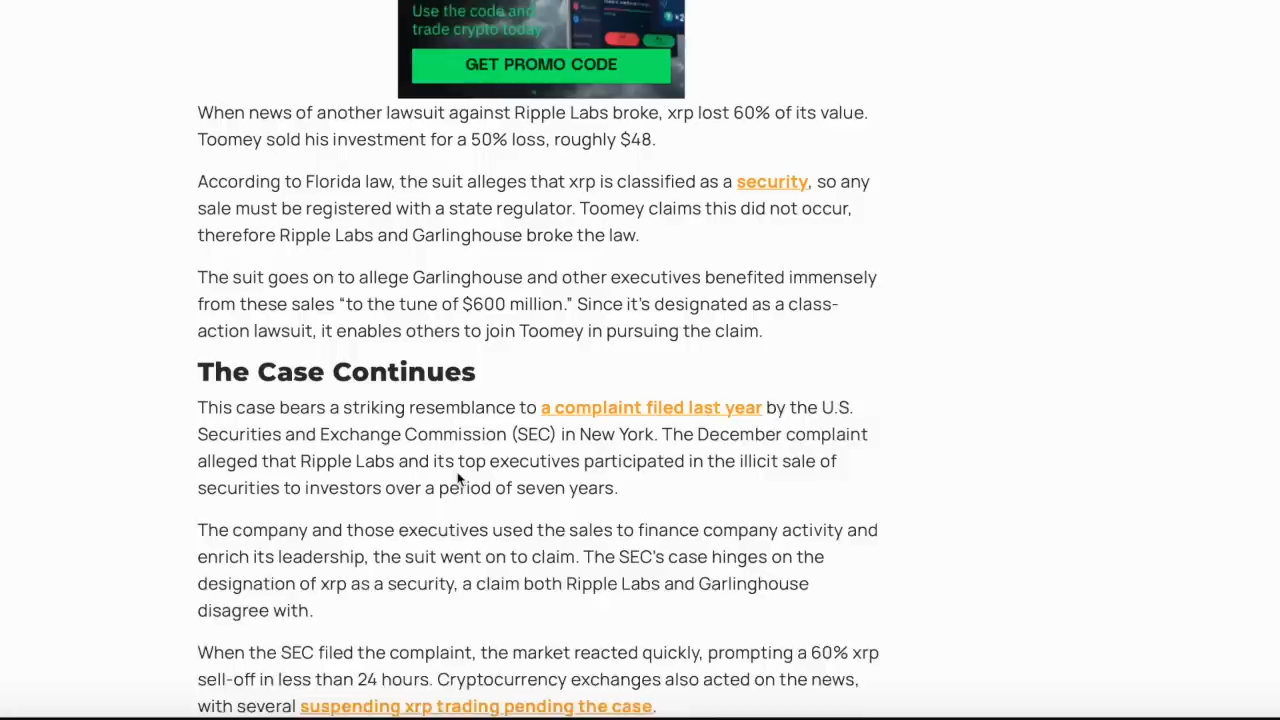 Use the code and
trade crypto today
x2
GET PROMO CODE
When news of another lawsuit against Ripple Labs broke, xrp lost 60% of its value.
Toomey sold his investment for a 50% loss, roughly $48.
According to Florida law, the suit alleges that xrp is classified as a security, so any
sale must be registered with a state regulator. Toomey claims this did not occur,
therefore Ripple Labs and Garlinghouse broke the law.
The suit goes on to allege Garlinghouse and other executives benefited immensely
from these sales “to the tune of $600 million.” Since it’s designated as a class-
action lawsuit, it enables others to join Toomey in pursuing the claim.
The Case Continues
This case bears a striking resemblance to a complaint filed last year by the U.S.
Securities and Exchange Commission (SEC) in New York. The December complaint
alleged that Ripple Labs and its top executives participated in the illicit sale of
securities to investors over a period of seven years.
The company and those executives used the sales to finance company activity and
enrich its leadership, the suit went on to claim. The SEC’s case hinges on the
designation of xrp as a security, a claim both Ripple Labs and Garlinghouse
disagree with.
When the SEC filed the complaint, the market reacted quickly, prompting a 60% xrp
sell-off in less than 24 hours. Cryptocurrency exchanges also acted on the news,
with several suspending xrp trading pending the case.